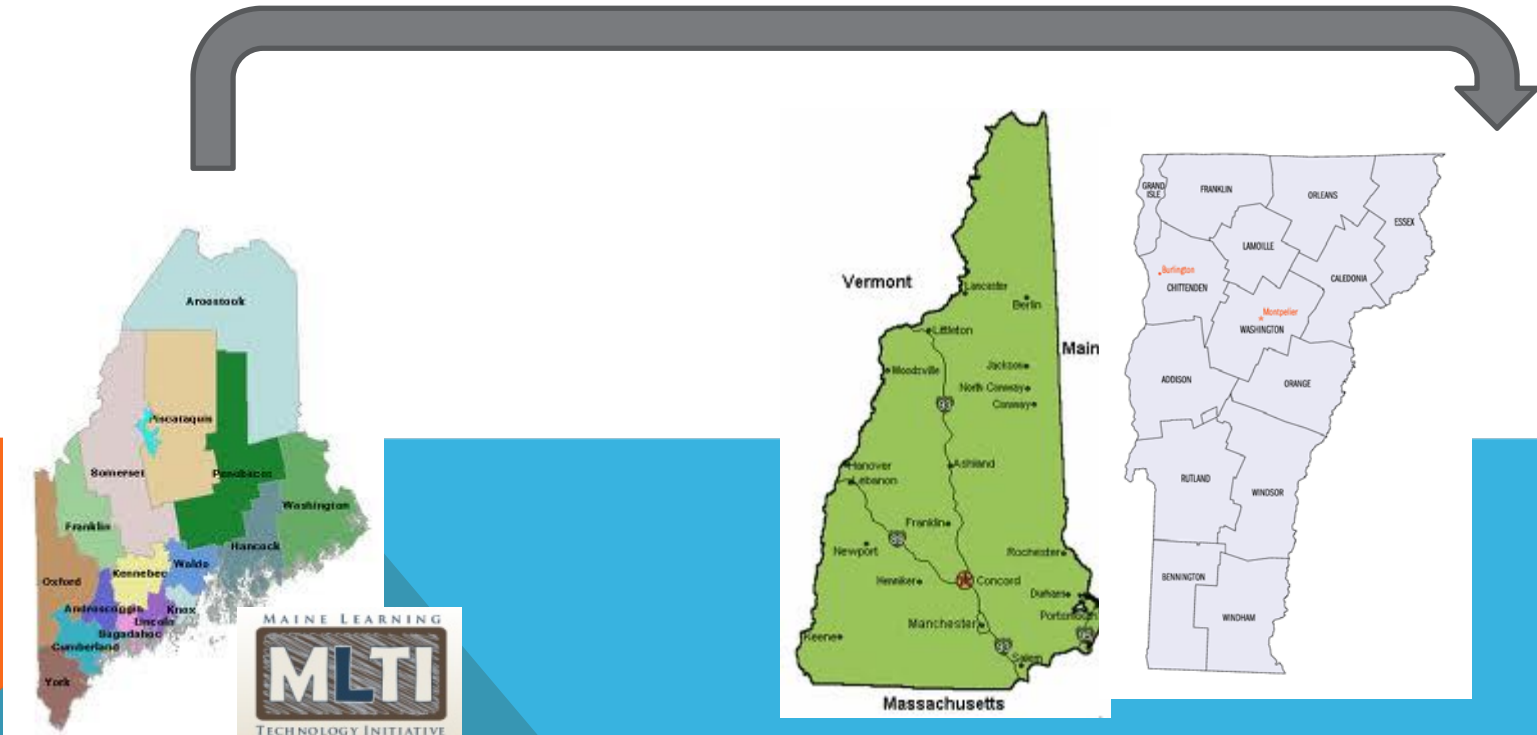 Aroostook
Piscataquis
Somerset
Penobscot
Washington
Franklin
Hancock
Waldo
Kennebec
Oxford
Androscoggin
Knox
Lincoln
Sagadahoc
Cumberland
York
MAINE LEARNING
MLTI
TECHNOLOGY INITIATIVE
Vermont
Lancaster
Berlin
Littleton
Main
Woodsville
Jackson
North Conway
Conway
93
Hanover
Lebanon
Ashland
Franklin
89
Newport
Rochester
Henniker
Concord
Durham
Portsmouth
95
Manchester
Keene
93
Salem
Massachusetts
GRAND
ISLE
FRANKLIN
ORLEANS
ESSEX
LAMOILLE
Burlington
CHITTENDEN
CALEDONIA
Montpelier
WASHINGTON
ADDISON
ORANGE
RUTLAND
WINDSOR
BENNINGTON
WINDHAM